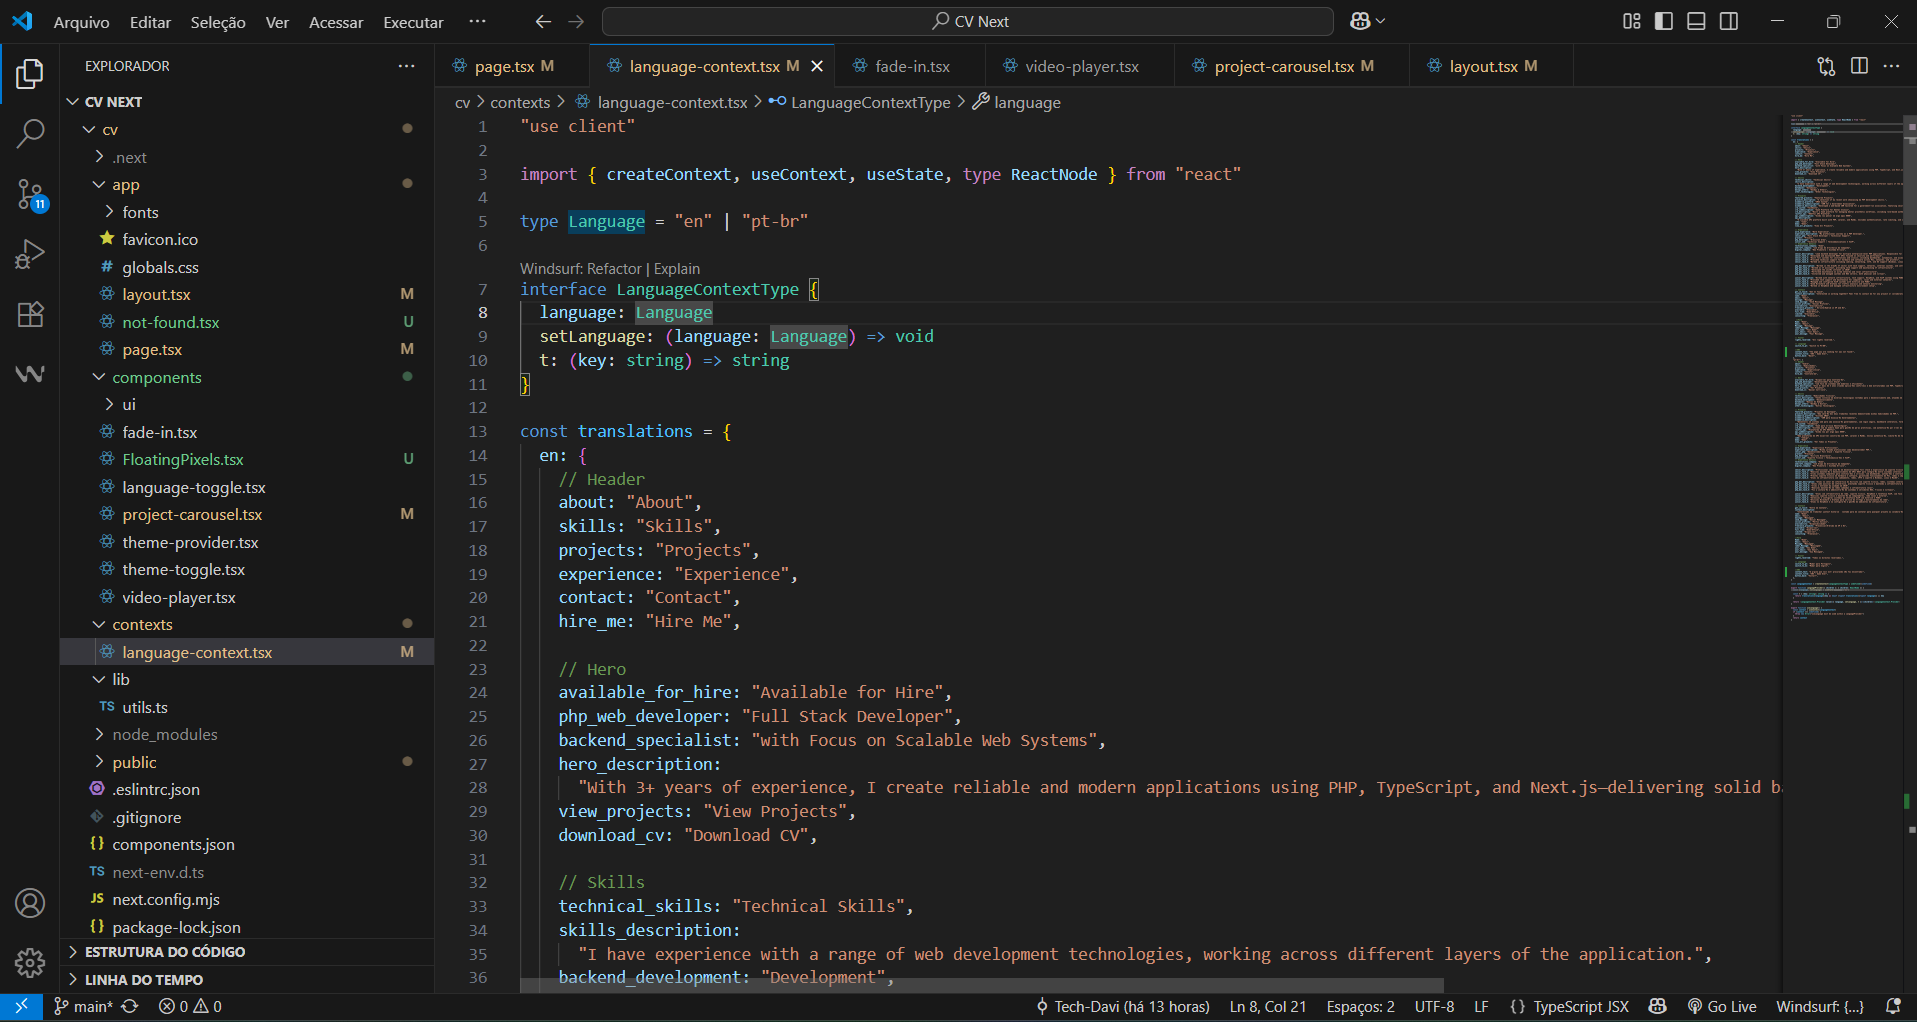 Arquivo Editar Seleção Ver Acessar Executar ··· CV Next
EXPLORADOR ···
CV NEXT
cv
.next
app
fonts
favicon.ico
# globals.css
layout.tsx M
not-found.tsx U
page.tsx M
components
ui
fade-in.tsx
FloatingPixels.tsx U
language-toggle.tsx
project-carousel.tsx M
theme-provider.tsx
theme-toggle.tsx
video-player.tsx
contexts
language-context.tsx M
lib
TS utils.ts
node_modules
public
.eslintrc.json
.gitignore
{} components.json
TS next-env.d.ts
JS next.config.mjs
{} package-lock.json
ESTRUTURA DO CÓDIGO
LINHA DO TEMPO
11
page.tsx M language-context.tsx M fade-in.tsx video-player.tsx project-carousel.tsx M layout.tsx M ···
cv > contexts > language-context.tsx > LanguageContextType > language
1 "use client"
2
3 import { createContext, useContext, useState, type ReactNode } from "react"
4
5 type Language = "en" | "pt-br"
6
Windsurf: Refactor | Explain
7 interface LanguageContextType {
8 language: Language
9 setLanguage: (language: Language) => void
10 t: (key: string) => string
11 }
12
13 const translations = {
14 en: {
15 // Header
16 about: "About",
17 skills: "Skills",
18 projects: "Projects",
19 experience: "Experience",
20 contact: "Contact",
21 hire_me: "Hire Me",
22
23 // Hero
24 available_for_hire: "Available for Hire",
25 php_web_developer: "Full Stack Developer",
26 backend_specialist: "with Focus on Scalable Web Systems",
27 hero_description:
28 "With 3+ years of experience, I create reliable and modern applications using PHP, TypeScript, and Next.js—delivering solid ba
29 view_projects: "View Projects",
30 download_cv: "Download CV",
31
32 // Skills
33 technical_skills: "Technical Skills",
34 skills_description:
35 "I have experience with a range of web development technologies, working across different layers of the application.",
36 backend_development: "Development",
main* 0 0 Tech-Davi (há 13 horas) Ln 8, Col 21 Espaços: 2 UTF-8 LF {} TypeScript JSX Go Live Windsurf: {...}